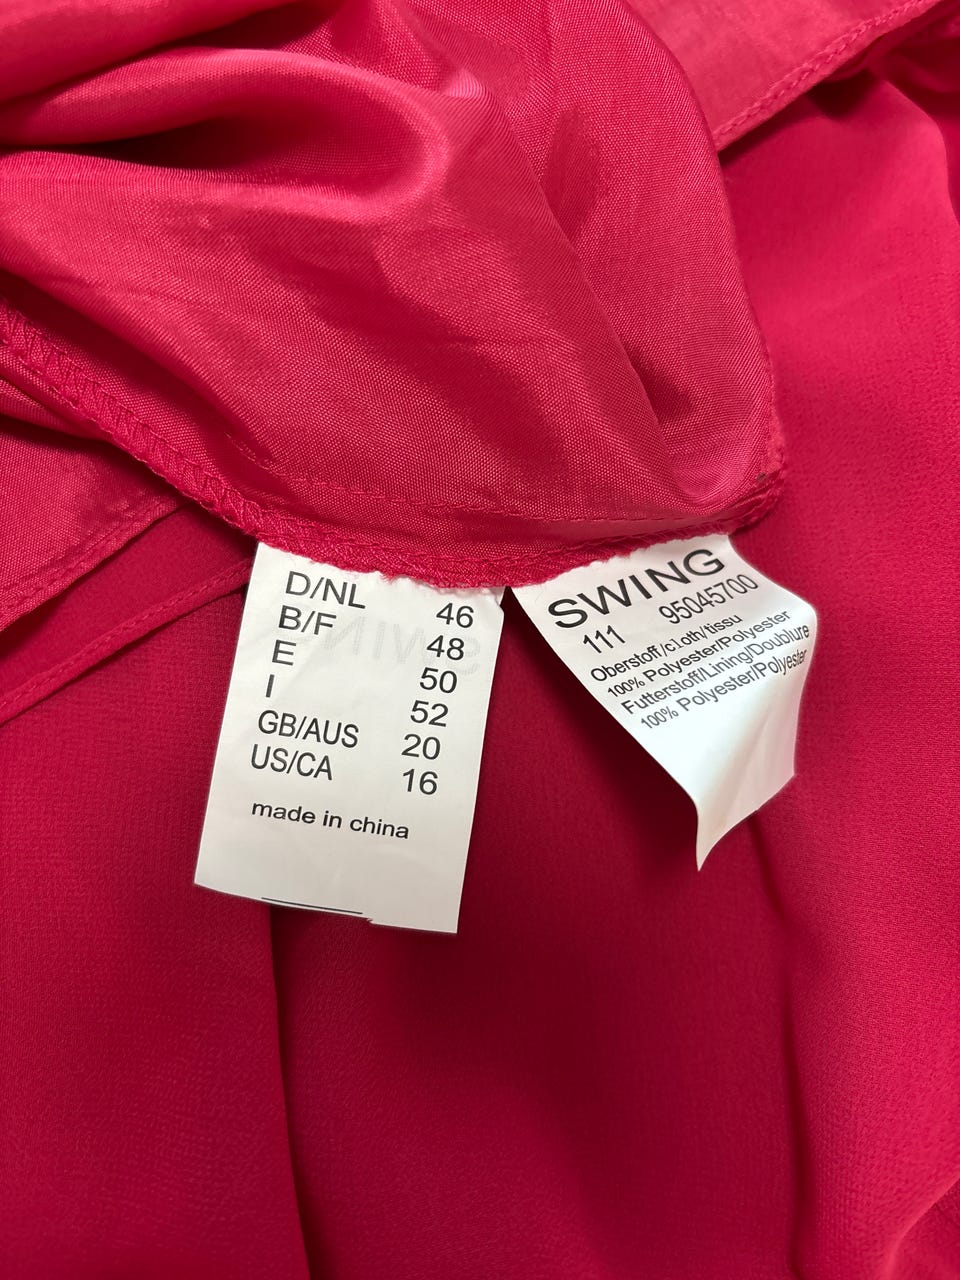 D/NL 46
B/F 48
E 50
I 52
GB/AUS 20
US/CA 16
made in china
SWING
111 95045700
Oberstoff/cloth/tissu
100% Polyester/Polyester
Futterstoff/Lining/Doublure
100% Polyester/Polyester